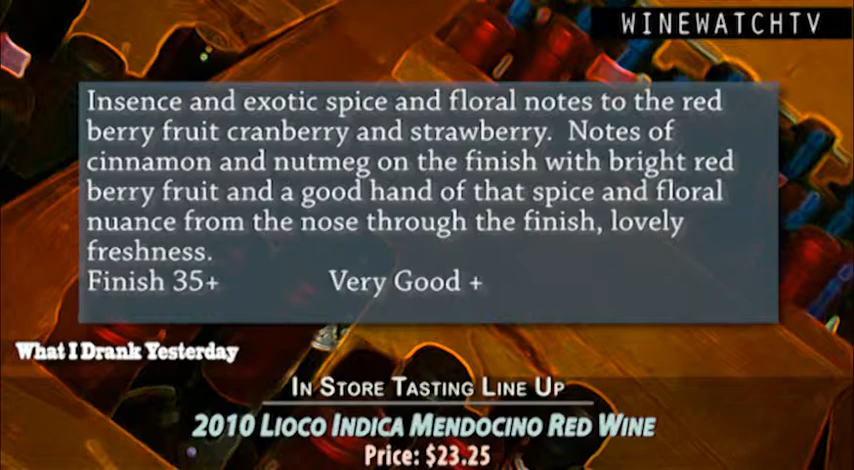 WINEWATCHTV
Insence and exotic spice and floral notes to the red
berry fruit cranberry and strawberry. Notes of
cinnamon and nutmeg on the finish with bright red
berry fruit and a good hand of that spice and floral
nuance from the nose through the finish, lovely
freshness.
Finish 35+ Very Good +
What I Drank Yesterday
In Store Tasting Line Up
2010 Lioco Indica Mendocino Red Wine
Price: $23.25